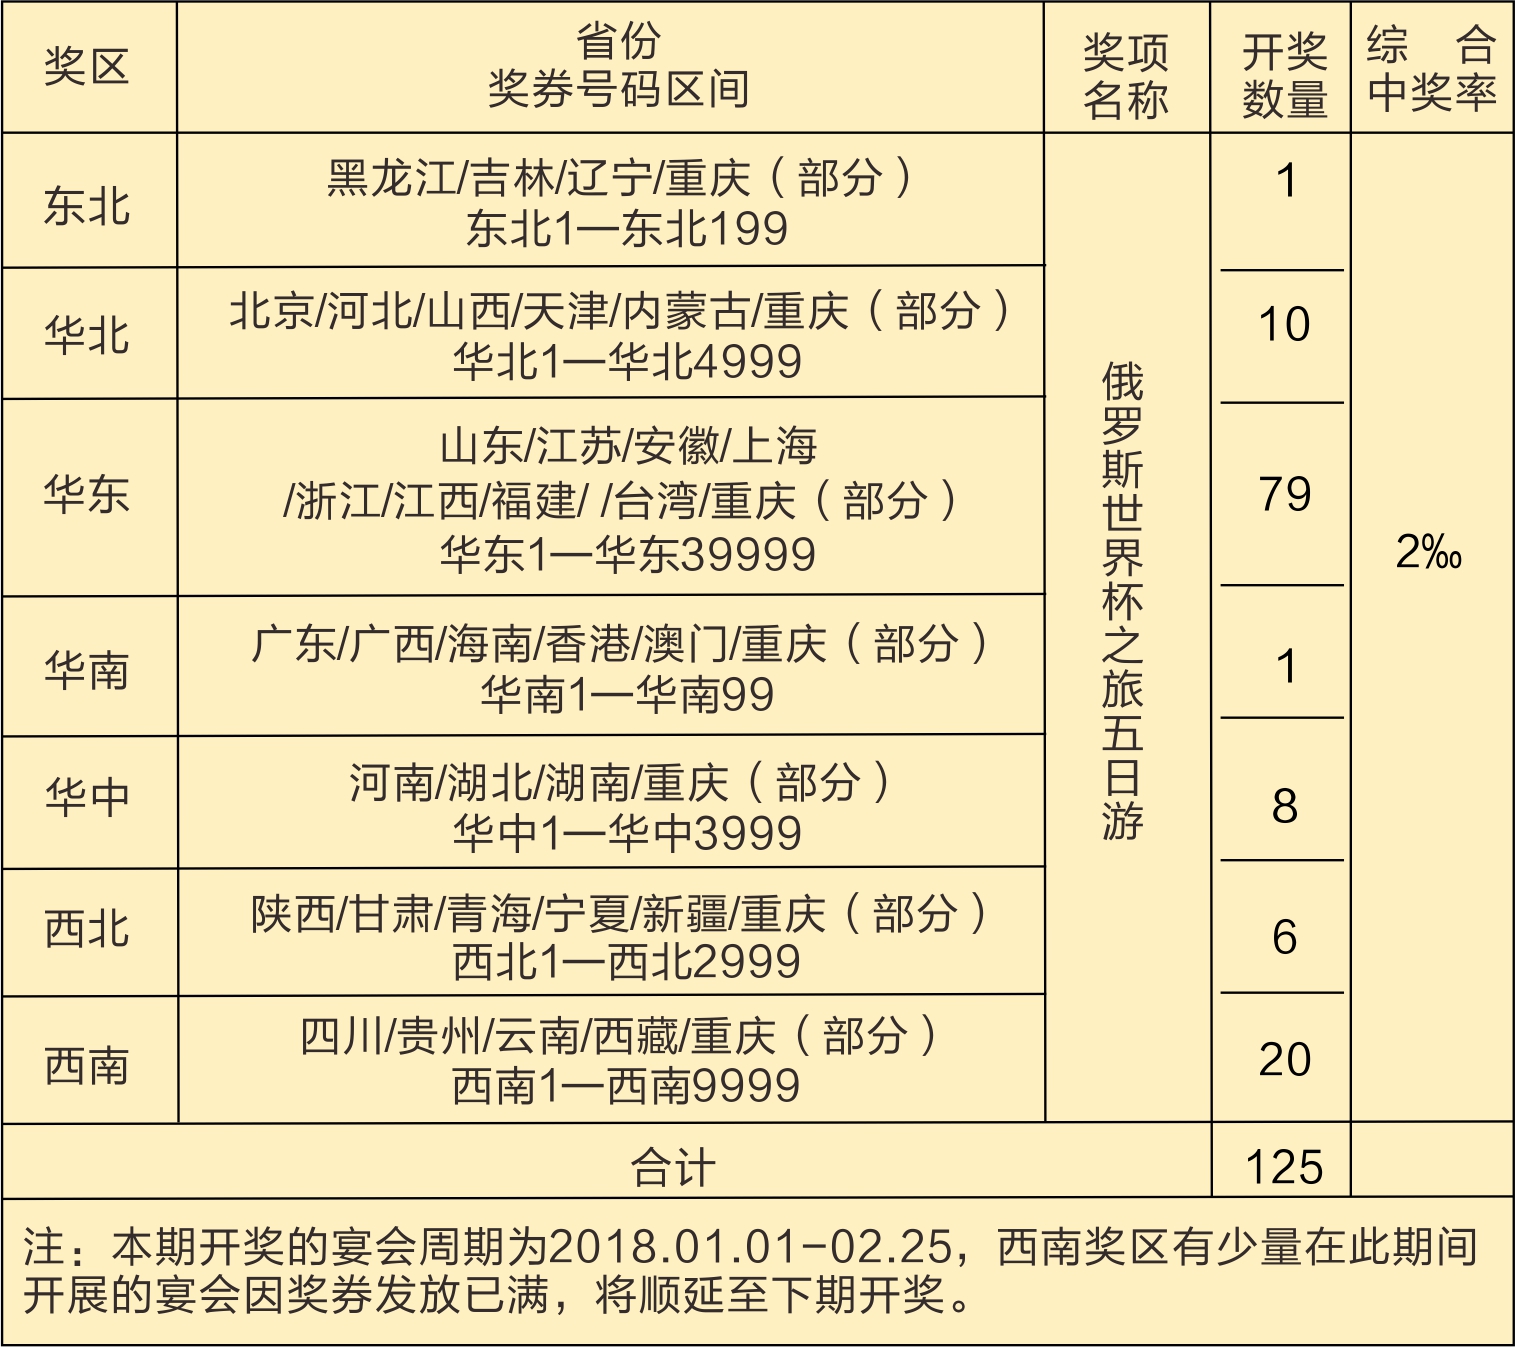 奖区
省份
奖券号码区间
奖项
名称
开奖
数量
综 合
中奖率
东北
黑龙江/吉林/辽宁/重庆（部分）
东北1—东北199
1
华北
北京/河北/山西/天津/内蒙古/重庆（部分）
华北1—华北4999
10
华东
山东/江苏/安徽/上海
/浙江/江西/福建/ /台湾/重庆（部分）
华东1—华东39999
79
华南
广东/广西/海南/香港/澳门/重庆（部分）
华南1—华南99
1
华中
河南/湖北/湖南/重庆（部分）
华中1—华中3999
8
西北
陕西/甘肃/青海/宁夏/新疆/重庆（部分）
西北1—西北2999
6
西南
四川/贵州/云南/西藏/重庆（部分）
西南1—西南9999
20
俄罗斯世界杯之旅五日游
2‰
合计
125
注：本期开奖的宴会周期为2018.01.01-02.25，西南奖区有少量在此期间
开展的宴会因奖券发放已满，将顺延至下期开奖。